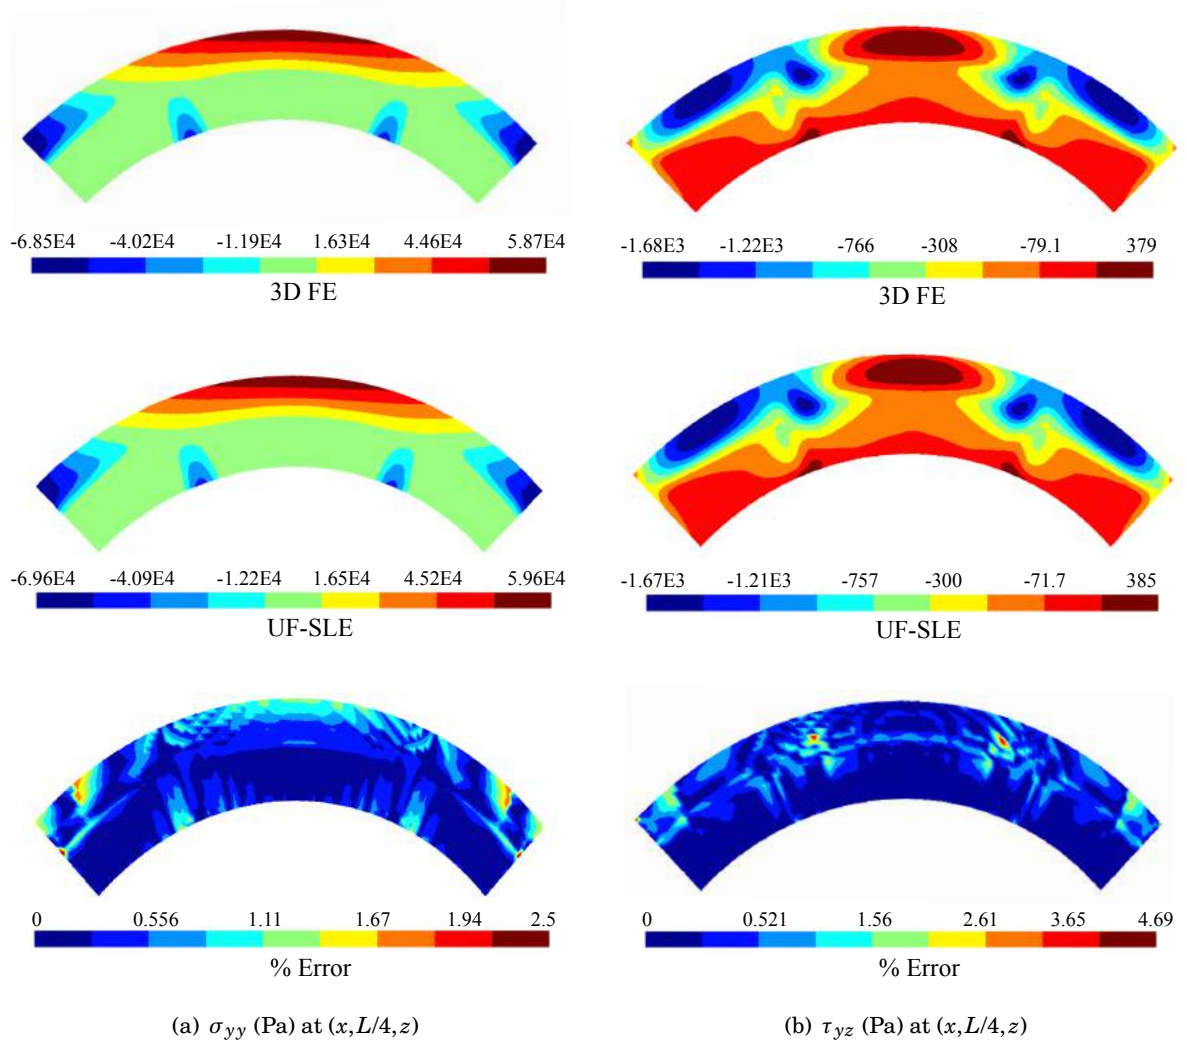 -6.85E4 -4.02E4 -1.19E4 1.63E4 4.46E4 5.87E4
3D FE
-6.96E4 -4.09E4 -1.22E4 1.65E4 4.52E4 5.96E4
UF-SLE
0 0.556 1.11 1.67 1.94 2.5
% Error
(a) σyy (Pa) at (x,L/4,z)
-1.68E3 -1.22E3 -766 -308 -79.1 379
3D FE
-1.67E3 -1.21E3 -757 -300 -71.7 385
UF-SLE
0 0.521 1.56 2.61 3.65 4.69
% Error
(b) τyz (Pa) at (x,L/4,z)